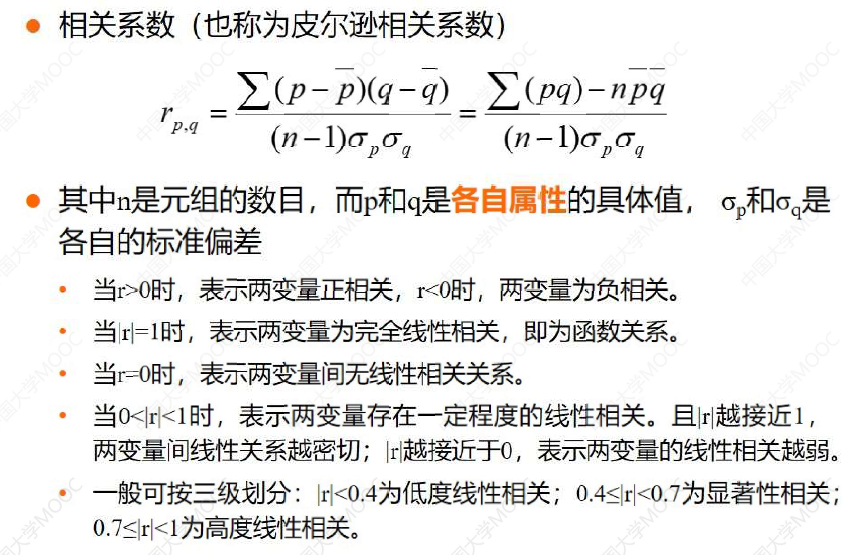 相关系数（也称为皮尔逊相关系数）
r_{p,q} = \frac{\sum(p-\overline{p})(q-\overline{q})}{(n-1)\sigma_p\sigma_q} = \frac{\sum(pq)-n\overline{p}\overline{q}}{(n-1)\sigma_p\sigma_q}
其中n是元组的数目，而p和q是各自属性的具体值， σp和σq是
各自的标准偏差
当r>0时，表示两变量正相关，r<0时，两变量为负相关。
当|r|=1时，表示两变量为完全线性相关，即为函数关系。
当r=0时，表示两变量间无线性相关关系。
当0<|r|<1时，表示两变量存在一定程度的线性相关。且|r|越接近1，
两变量间线性关系越密切；|r|越接近于0，表示两变量的线性相关越弱。
一般可按三级划分：|r|<0.4为低度线性相关；0.4≤|r|<0.7为显著性相关；
0.7≤|r|<1为高度线性相关。
中国大学MOOC